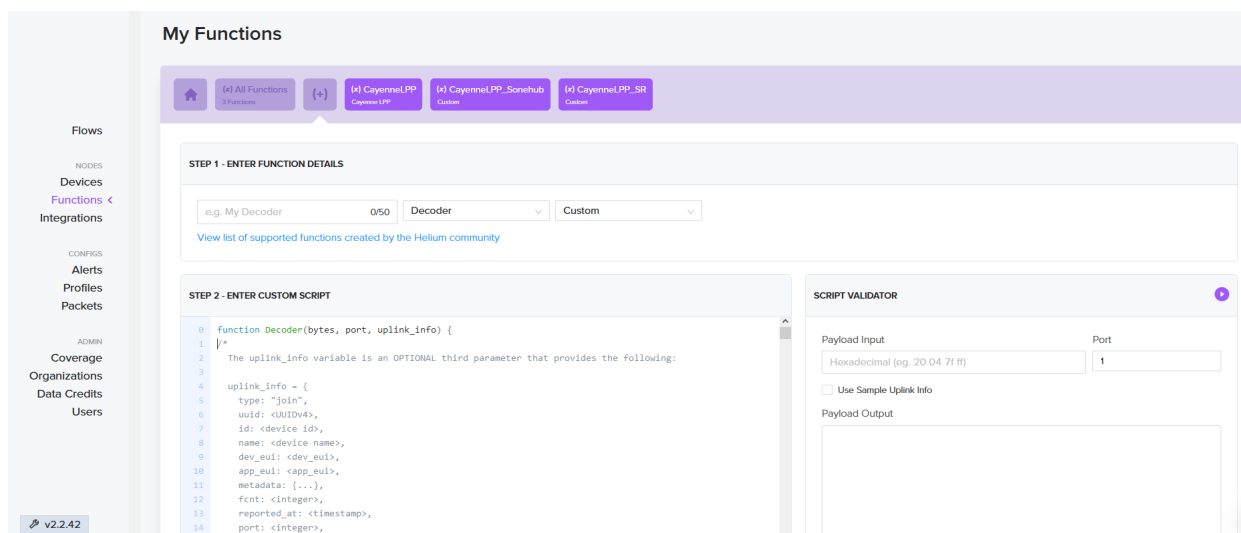 My Functions
(x) All Functions
3 Functions
(+)
(x) CayenneLPP
Cayenne LPP
(x) CayenneLPP_Sonehub
Custom
(x) CayenneLPP_SR
Custom
Flows
NODES
Devices
Functions <
Integrations
CONFIGS
Alerts
Profiles
Packets
ADMIN
Coverage
Organizations
Data Credits
Users
v2.2.42
STEP 1 - ENTER FUNCTION DETAILS
e.g. My Decoder 0/50 Decoder Custom
View list of supported functions created by the Helium community
STEP 2 - ENTER CUSTOM SCRIPT
0 function Decoder(bytes, port, uplink_info) {
1 /*
2 The uplink_info variable is an OPTIONAL third parameter that provides the following:
3
4 uplink_info = {
5 type: "join",
6 uuid: <UUIDv4>,
7 id: <device id>,
8 name: <device name>,
9 dev_eui: <dev_eui>,
10 app_eui: <app_eui>,
11 metadata: {...},
12 fcnt: <integer>,
13 reported_at: <timestamp>,
14 port: <integer>,
SCRIPT VALIDATOR
Payload Input Port
Hexadecimal (eg. 20 04 7f ff) 1
Use Sample Uplink Info
Payload Output